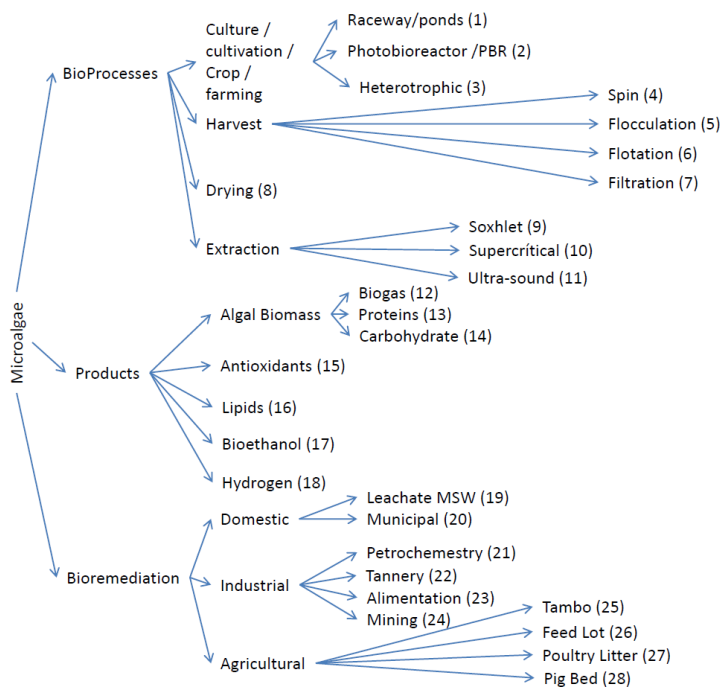 Microalgae
BioProcesses
Culture /
cultivation /
Crop /
farming
Raceway/ponds (1)
Photobioreactor /PBR (2)
Heterotrophic (3)
Harvest
Spin (4)
Flocculation (5)
Flotation (6)
Filtration (7)
Drying (8)
Extraction
Soxhlet (9)
Supercrítical (10)
Ultra-sound (11)
Products
Algal Biomass
Biogas (12)
Proteins (13)
Carbohydrate (14)
Antioxidants (15)
Lipids (16)
Bioethanol (17)
Hydrogen (18)
Bioremediation
Domestic
Leachate MSW (19)
Municipal (20)
Industrial
Petrochemestry (21)
Tannery (22)
Alimentation (23)
Mining (24)
Agricultural
Tambo (25)
Feed Lot (26)
Poultry Litter (27)
Pig Bed (28)